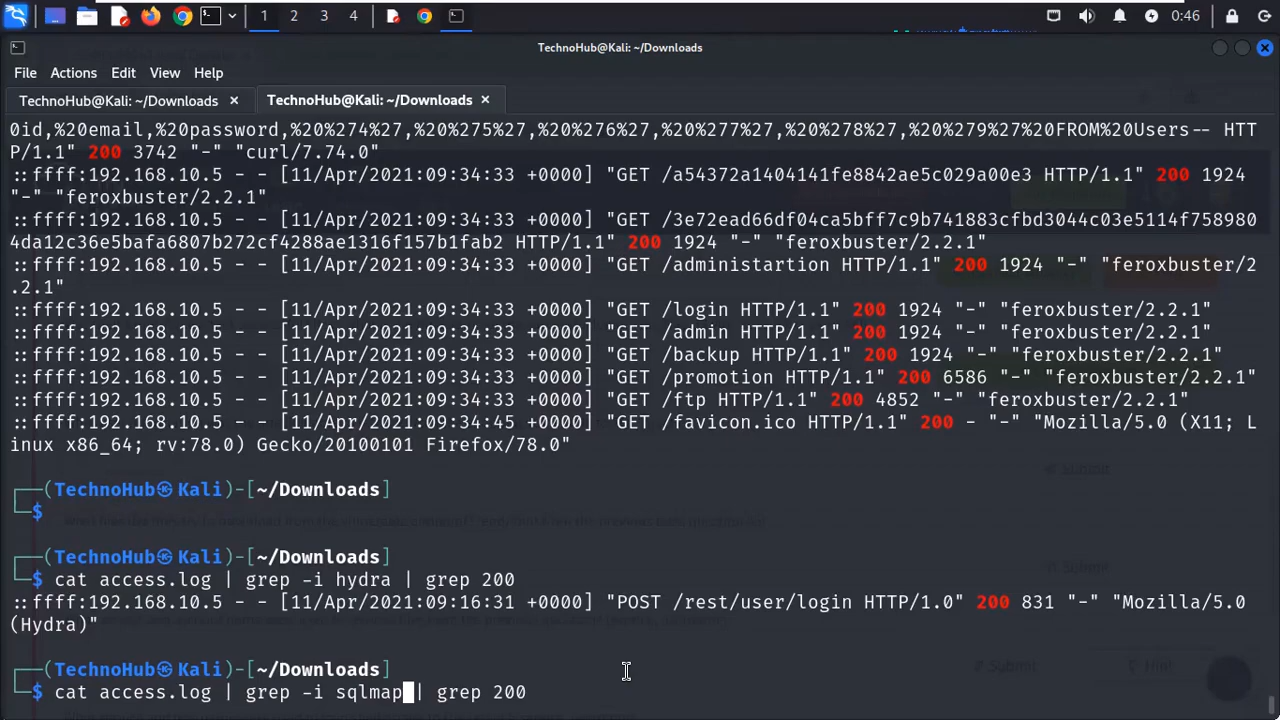 1 2 3 4 0:46
TechnoHub@Kali: ~/Downloads
File Actions Edit View Help
TechnoHub@Kali: ~/Downloads × TechnoHub@Kali: ~/Downloads ×
0id,%20email,%20password,%20%274%27,%20%275%27,%20%276%27,%20%277%27,%20%278%27,%20%279%27%20FROM%20Users-- HTT
P/1.1" 200 3742 "-" "curl/7.74.0"
::ffff:192.168.10.5 - - [11/Apr/2021:09:34:33 +0000] "GET /a54372a1404141fe8842ae5c029a00e3 HTTP/1.1" 200 1924
"-" "feroxbuster/2.2.1"
::ffff:192.168.10.5 - - [11/Apr/2021:09:34:33 +0000] "GET /3e72ead66df04ca5bff7c9b741883cfbd3044c03e5114f758980
4da12c36e5bafa6807b272cf4288ae1316f157b1fab2 HTTP/1.1" 200 1924 "-" "feroxbuster/2.2.1"
::ffff:192.168.10.5 - - [11/Apr/2021:09:34:33 +0000] "GET /administartion HTTP/1.1" 200 1924 "-" "feroxbuster/2
.2.1"
::ffff:192.168.10.5 - - [11/Apr/2021:09:34:33 +0000] "GET /login HTTP/1.1" 200 1924 "-" "feroxbuster/2.2.1"
::ffff:192.168.10.5 - - [11/Apr/2021:09:34:33 +0000] "GET /admin HTTP/1.1" 200 1924 "-" "feroxbuster/2.2.1"
::ffff:192.168.10.5 - - [11/Apr/2021:09:34:33 +0000] "GET /backup HTTP/1.1" 200 1924 "-" "feroxbuster/2.2.1"
::ffff:192.168.10.5 - - [11/Apr/2021:09:34:33 +0000] "GET /promotion HTTP/1.1" 200 6586 "-" "feroxbuster/2.2.1"
::ffff:192.168.10.5 - - [11/Apr/2021:09:34:33 +0000] "GET /ftp HTTP/1.1" 200 4852 "-" "feroxbuster/2.2.1"
::ffff:192.168.10.5 - - [11/Apr/2021:09:34:45 +0000] "GET /favicon.ico HTTP/1.1" 200 - "-" "Mozilla/5.0 (X11; L
inux x86_64; rv:78.0) Gecko/20100101 Firefox/78.0"
┌──(TechnoHub㉿Kali)-[~/Downloads]
└─$
┌──(TechnoHub㉿Kali)-[~/Downloads]
└─$ cat access.log | grep -i hydra | grep 200
::ffff:192.168.10.5 - - [11/Apr/2021:09:16:31 +0000] "POST /rest/user/login HTTP/1.0" 200 831 "-" "Mozilla/5.0
(Hydra)"
┌──(TechnoHub㉿Kali)-[~/Downloads]
└─$ cat access.log | grep -i sqlmap | grep 200
Submit
Submit
Submit Hint